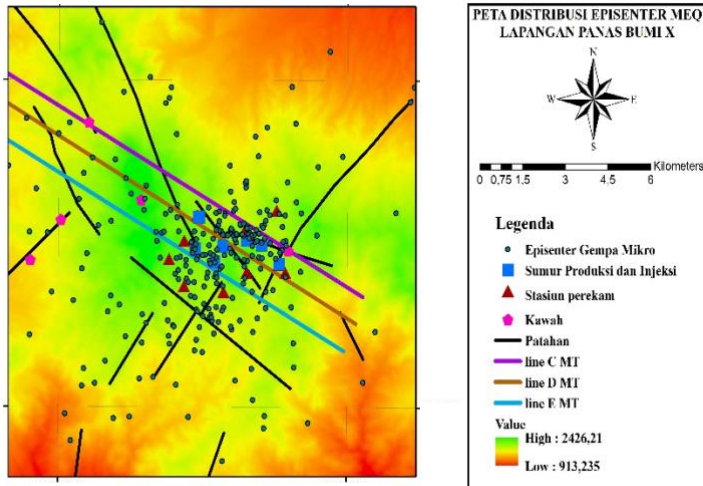 PETA DISTRIBUSI EPISENTER MEQ
LAPANGAN PANAS BUMI X
N
W E
S
Kilometers
0 0,75 1,5 3 4,5 6
Legenda
Episenter Gempa Mikro
Sumur Produksi dan Injeksi
Stasiun perekam
Kawah
Patahan
line C MT
line D MT
line E MT
Value
High : 2426,21
Low : 913,235